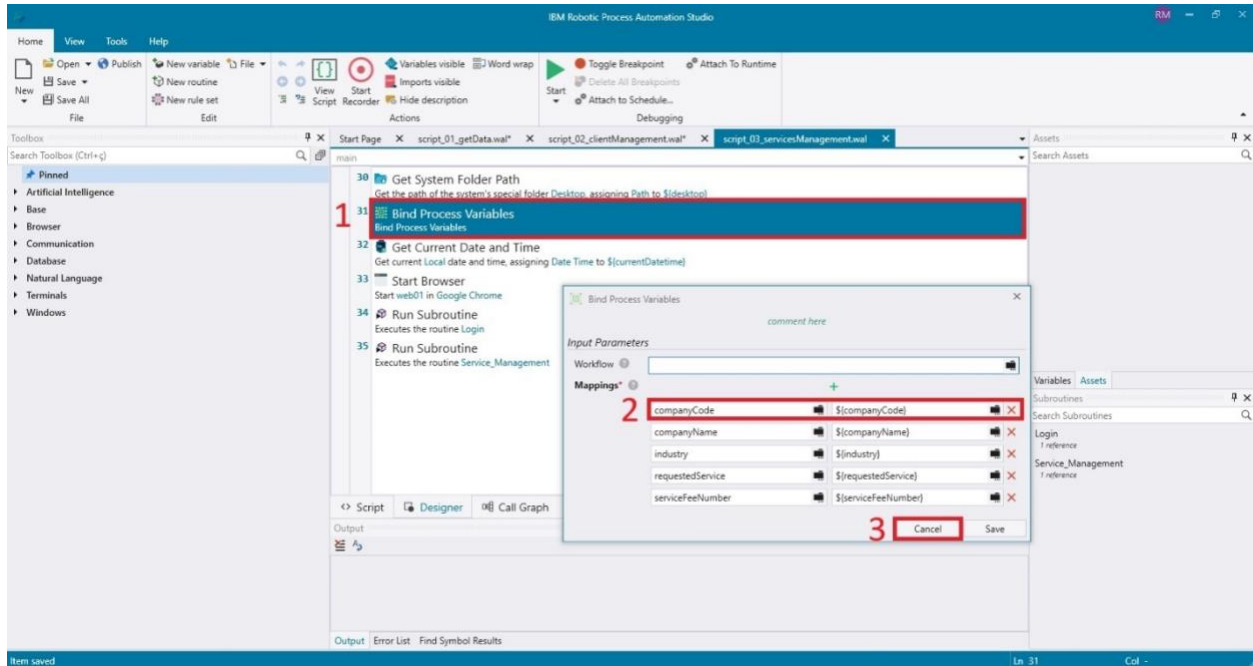 IBM Robotic Process Automation Studio
RM
Home View Tools Help
New
Open
Publish
Save
Save All
File
New variable
File
New routine
New rule set
Edit
View Script
Start Recorder
Variables visible
Word wrap
Imports visible
Hide description
Actions
Start
Toggle Breakpoint
Attach To Runtime
Delete All Breakpoints
Attach to Schedule...
Debugging
Toolbox
Search Toolbox (Ctrl+ç)
Pinned
Artificial Intelligence
Base
Browser
Communication
Database
Natural Language
Terminals
Windows
Start Page script_01_getData.wal* script_02_clientManagement.wal* script_03_servicesManagement.wal
main
30 Get System Folder Path
Get the path of the system's special folder Desktop, assigning Path to ${desktop}
1
31 Bind Process Variables
Bind Process Variables
32 Get Current Date and Time
Get current Local date and time, assigning Date Time to ${currentDatetime}
33 Start Browser
Start web01 in Google Chrome
34 Run Subroutine
Executes the routine Login
35 Run Subroutine
Executes the routine Service_Management
Bind Process Variables
comment here
Input Parameters
Workflow
Mappings*
2
companyCode ${companyCode}
companyName ${companyName}
industry ${industry}
requestedService ${requestedService}
serviceFeeNumber ${serviceFeeNumber}
3 Cancel Save
Script Designer Call Graph
Output
Output Error List Find Symbol Results
Assets
Search Assets
Variables Assets
Subroutines
Search Subroutines
Login
1 reference
Service_Management
1 reference
Item saved
Ln 31 Col -